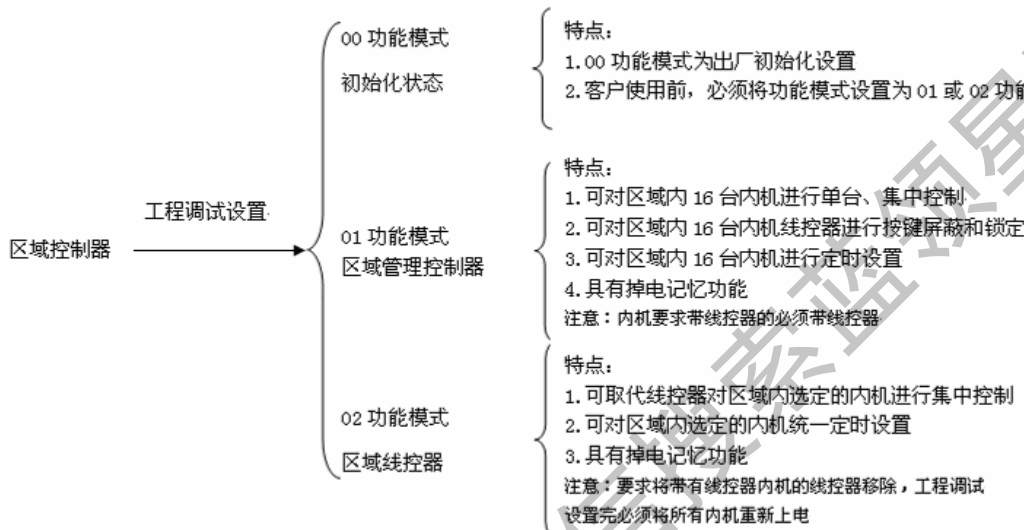 00 功能模式
初始化状态
特点：
1.00 功能模式为出厂初始化设置
2.客户使用前，必须将功能模式设置为 01 或 02 功能
区域控制器
工程调试设置
01 功能模式
区域管理控制器
特点：
1.可对区域内 16 台内机进行单台、集中控制
2.可对区域内 16 台内机线控器进行按键屏蔽和锁定
3.可对区域内 16 台内机进行定时设置
4.具有掉电记忆功能
注意：内机要求带线控器的必须带线控器
02 功能模式
区域线控器
特点：
1.可取代线控器对区域内选定的内机进行集中控制
2.可对区域内选定的内机统一定时设置
3.具有掉电记忆功能
注意：要求将带有线控器内机的线控器移除，工程调试
设置完必须将所有内机重新上电
信搜索蓝领星